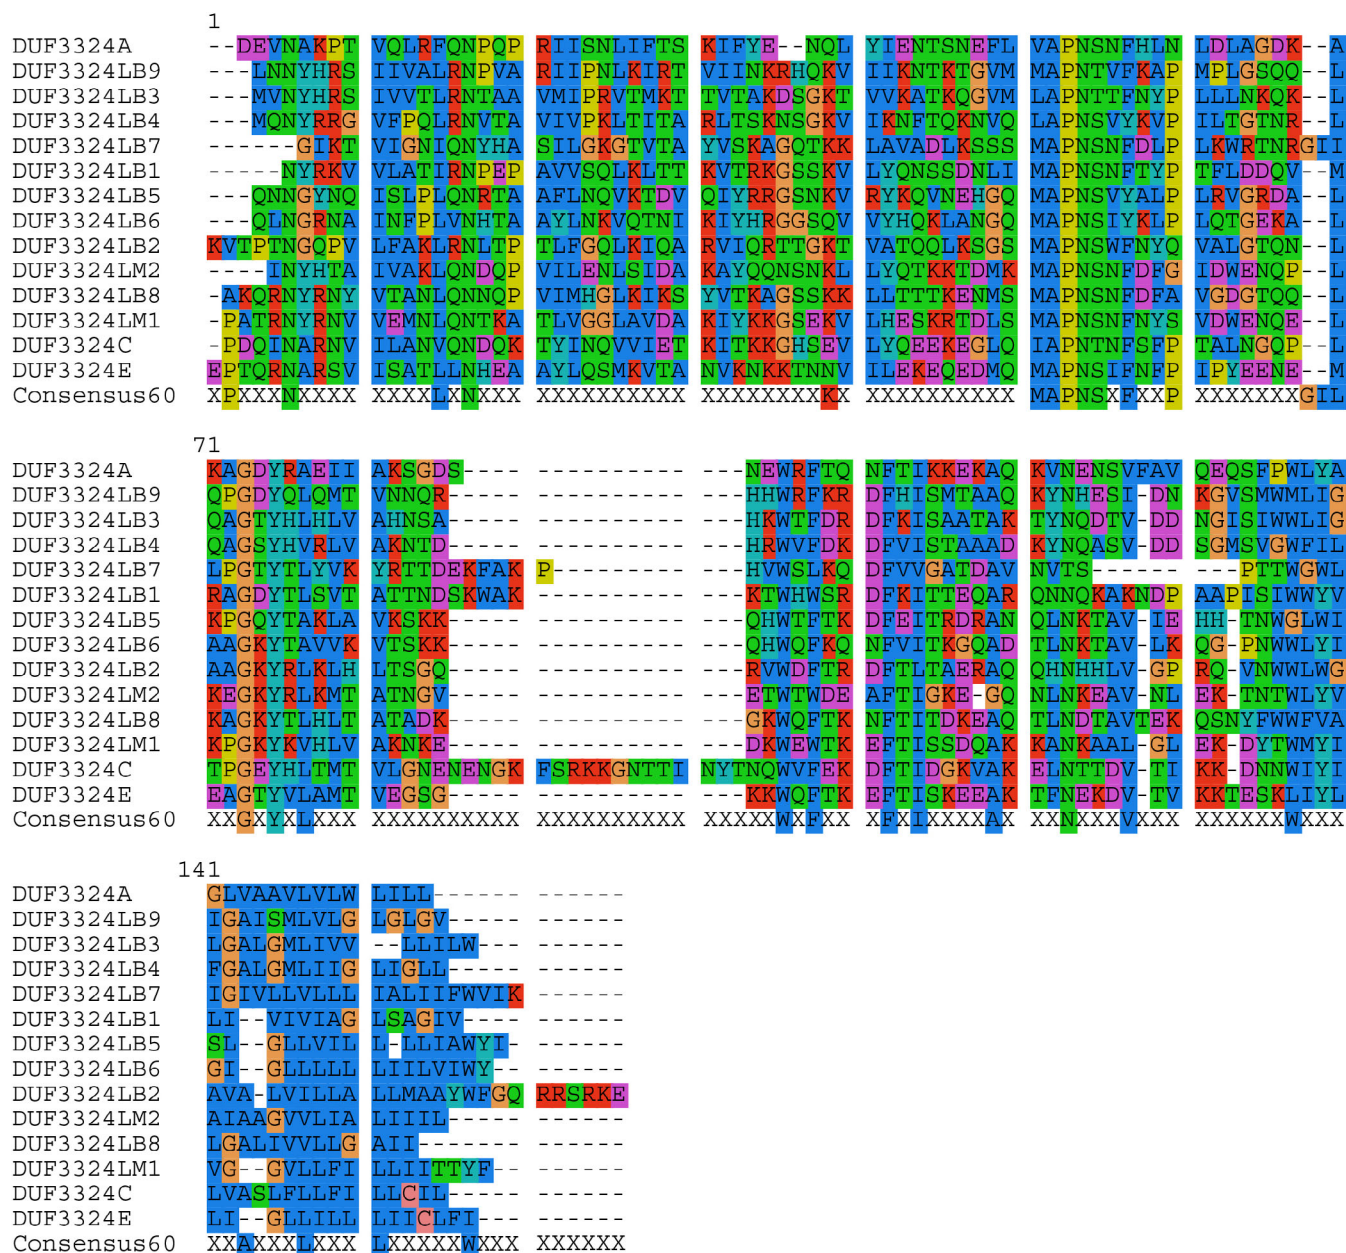 1
DUF3324A --DEVNAKPT VQLRFQNPQP RIISNLIFTS KIFYE--NQL YIENTSNEFL VAPNSNFHLN LDLAGDK--A
DUF3324LB9 ---LNNYHRS IIVALRNPVA RIIPNLKIRT VIINKRHQKV IIKNTKTGVM MAPNTVFKAP MPLGSQQ--L
DUF3324LB3 ---MVNYHRS IVVTLRNTAA VMIPRVTMKT TVTAKDSGKT VVKATKQGVM LAPNTTFNYP LLLNKQK--L
DUF3324LB4 ---MQNYRRG VFPQLRNVTA VIVPKLTITA RLTSKNSGKV IKNFTQKNVQ LAPNSVYKVP ILTGTNR--L
DUF3324LB7 ------GIKT VIGNIQNYHA SILGKGTVTA YVSKAGQTKK LAVADLKSSS MAPNSNFDLP LKWRTNRGII
DUF3324LB1 -----NYRKV VLATIRNPEP AVVSQLKLTT KVTRKGSSKV LYQNSSDNLI MAPNSNFTYP TFLDDQV--M
DUF3324LB5 ---QNNGYNQ ISLPLQNRTA AFLNQVKTDV QIYRRGSNKV RYKQVNEHGQ MAPNSVYALP LRVGRDA--L
DUF3324LB6 ---QLNGRNA INFPLVNHTA AYLNKVQTNI KIYHRGGSQV VYHQKLANGQ MAPNSIYKLP LQTGEKA--L
DUF3324LB2 KVTPTNGQPV LFAKLRNLTP TLFGQLKIQA RVIQRTTGKT VATQQLKSGS MAPNSWFNYQ VALGTQN--L
DUF3324LM2 ----INYHTA IVAKLQNDQP VILENLSIDA KAYQQNSNKL LYQTKKTDMK MAPNSNFDFG IDWENQP--L
DUF3324LB8 -AKQRNYRNY VTANLQNNQP VIMHGLKIKS YVTKAGSSKK LLTTTKENMS MAPNSNFDFA VGDGTQQ--L
DUF3324LM1 -PATRNYRNV VEMNLQNTKA TLVGGLAVDA KIYKKGSEKV LHESKRTDLS MAPNSNFNYS VDWENQE--L
DUF3324C -PDQINARNV ILANVQNDQK TYINQVVIET KITKKGHSEV LYQEEKEGLQ IAPNTNFSFP TALNGQP--L
DUF3324E EPTQRNARSV ISATLLNHEA AYLQSMKVTA NVKNKKTNNV ILEKEQEDMQ MAPNSIFNFP IPYEENE--M
Consensus60 XPXXXNXXXX XXXXLXNXXX XXXXXXXXXX XXXXXXXXKX XXXXXXXXXX MAPNSXFXXP XXXXXXXGIL
71
DUF3324A KAGDYRAEII AKSGDS---- ---------- ---NEWRFTQ NFTIKKEKAQ KVNENSVFAV QEQSFPWLYA
DUF3324LB9 QPGDYQLQMT VNNQR----- ---------- ---HHWRFKR DFHISMTAAQ KYNHESI-DN KGVSMWMLIG
DUF3324LB3 QAGTYHLHLV AHNSA----- ---------- ---HKWTFDR DFKISAATAK TYNQDTV-DD NGISIWWLIG
DUF3324LB4 QAGSYHVRLV AKNTD----- ---------- ---HRWVFDK DFVISTAAAD KYNQASV-DD SGMSVGWFIL
DUF3324LB7 LPGTYTLYVK YRTTDEKFAK P--------- ---HVWSLKQ DFVVGATDAV NVTS------ ----PTTWGWL
DUF3324LB1 RAGDYTLSVT ATTNDSKWAK ---------- ---KTWHWSR DFKITTEQAR QNNQKAKNDP AAPISIWWYV
DUF3324LB5 KPGQYTAKLA VKSKK----- ---------- ---QHWTFTK DFEITRDRAN QLNKTAV-IE HH-TNWGLWI
DUF3324LB6 AAGKYTAVVK VTSKK----- ---------- ---QHWQFKQ NFVITKGQAD TLNKTAV-LK QG-PNWWLYI
DUF3324LB2 AAGKYRLKLH LTSGQ----- ---------- ---RVWDFTR DFTLTAERAQ QHNHHLV-GP RQ-VNWWLWG
DUF3324LM2 KEGKYRLKMT ATNGV----- ---------- ---ETWTWDE AFTIGKE-GQ NLNKEAV-NL EK-TNTWLYV
DUF3324LB8 KAGKYTLHLT ATADK----- ---------- ---GKWQFTK NFTITDKEAQ TLNDTAVTEK QSNYFWWFVA
DUF3324LM1 KPGKYKVHLV AKNKE----- ---------- ---DKWEWTK EFTISSDQAK KANKAAL-GL EK-DYTWMYI
DUF3324C TPGEYHLTMT VLGNENENGK FSRKKGNTTI NYTNQWVFEK DFTIDGKVAK ELNTTDV-TI KK-DNNWIYI
DUF3324E EAGTYVLAMT VEGSG----- ---------- ---KKWQFTK EFTISKEEAK TFNEKDV-TV KKTESKLIYL
Consensus60 XXGXYXLXXX XXXXXXXXXX XXXXXXXXXX XXXXXWXFXX XFXIXXXXAX XXNXXXVXXX XXXXXXWXXX
141
DUF3324A GLVAAVLVLW LILL------ ------
DUF3324LB9 IGAISMLVLG LGLGV----- ------
DUF3324LB3 LGALGMLIVV --LLILW--- ------
DUF3324LB4 FGALGMLIIG LIGLL----- ------
DUF3324LB7 IGIVLLVLLL IALIIFWVIK ------
DUF3324LB1 LI--VIVIAG LSAGIV---- ------
DUF3324LB5 SL--GLLVIL L-LLIAWYI- ------
DUF3324LB6 GI--GLLLLL LIILVIWY-- ------
DUF3324LB2 AVA-LVILLA LLMAAYWFGQ RRSRKE
DUF3324LM2 AIAAGVVLIA LIIIL----- ------
DUF3324LB8 LGALIVVLLG AII------- ------
DUF3324LM1 VG--GVLLFI LLIITTYF-- ------
DUF3324C LVASLFLLFI LLCIL----- ------
DUF3324E LI--GLLILL LIICLFI--- ------
Consensus60 XXAXXXLXXX LXXXXXWXXX XXXXXX